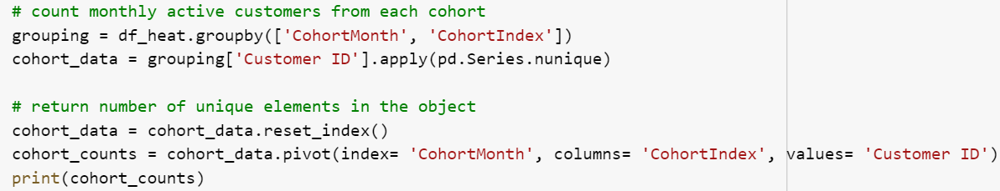 # count monthly active customers from each cohort
grouping = df_heat.groupby(['CohortMonth', 'CohortIndex'])
cohort_data = grouping['Customer ID'].apply(pd.Series.nunique)
# return number of unique elements in the object
cohort_data = cohort_data.reset_index()
cohort_counts = cohort_data.pivot(index= 'CohortMonth', columns= 'CohortIndex', values= 'Customer ID')
print(cohort_counts)